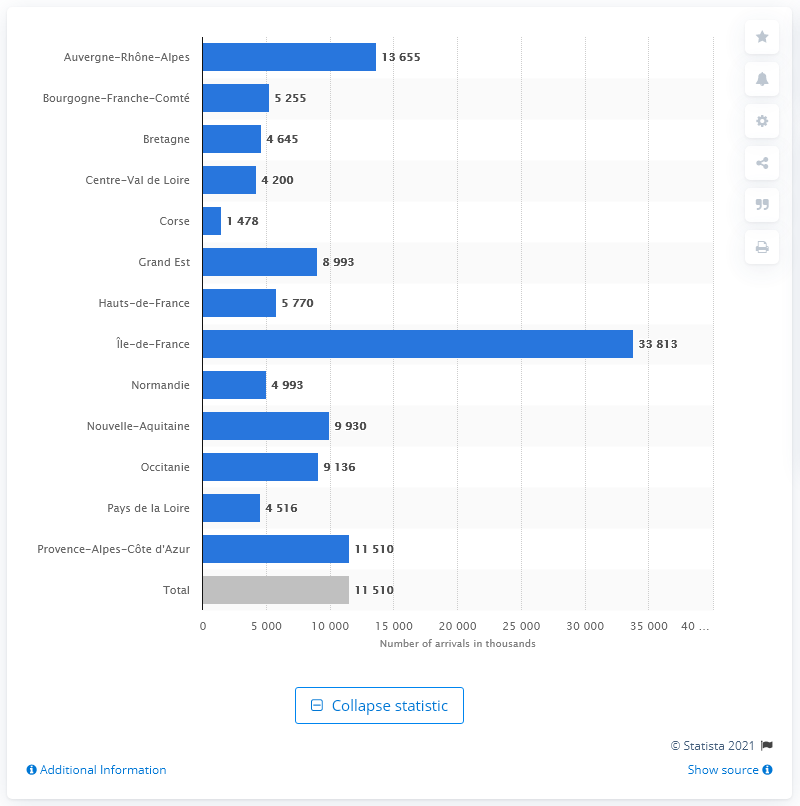 Auvergne-Rhône-Alpes 13 655
Bourgogne-Franche-Comté 5 255
Bretagne 4 645
Centre-Val de Loire 4 200
Corse 1 478
Grand Est 8 993
Hauts-de-France 5 770
Île-de-France 33 813
Normandie 4 993
Nouvelle-Aquitaine 9 930
Occitanie 9 136
Pays de la Loire 4 516
Provence-Alpes-Côte d'Azur 11 510
Total 11 510
0 5 000 10 000 15 000 20 000 25 000 30 000 35 000 40 ...
Number of arrivals in thousands
Collapse statistic
© Statista 2021
Additional Information Show source